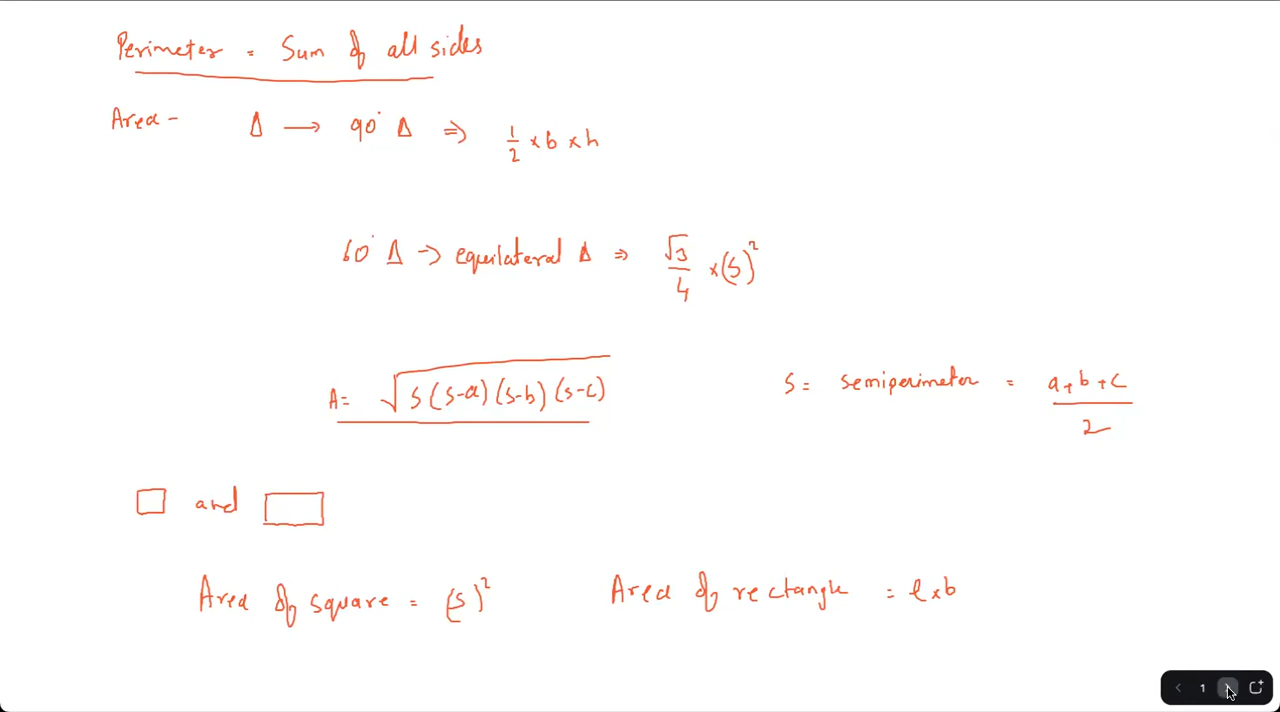 Perimeter = Sum of all sides
Area - Δ → 90° Δ ⇒ 1/2 × b × h
60° Δ → equilateral Δ ⇒ √3/4 × (S)²
A = √S(S-a)(S-b)(S-c) S = semiperimeter = a+b+c/2
□ and ▭
Area of square = (S)² Area of rectangle = l×b
1